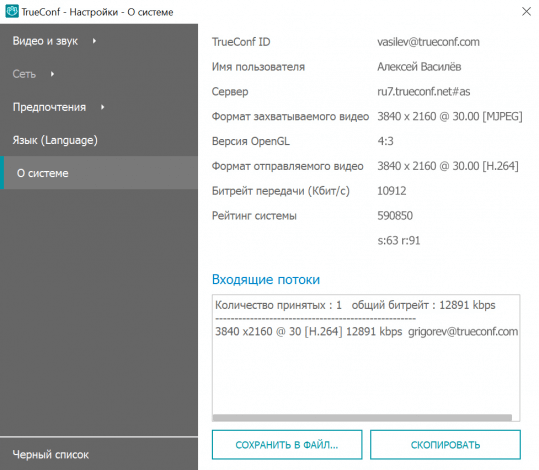 TrueConf - Настройки - О системе
Видео и звук
Сеть
Предпочтения
Язык (Language)
О системе
Черный список
TrueConf ID vasilev@trueconf.com
Имя пользователя Алексей Василёв
Сервер ru7.trueconf.net#as
Формат захватываемого видео 3840 x 2160 @ 30.00 [MJPEG]
Версия OpenGL 4:3
Формат отправляемого видео 3840 x 2160 @ 30.00 [H.264]
Битрейт передачи (Кбит/с) 10912
Рейтинг системы 590850
s:63 r:91
Входящие потоки
Количество принятых : 1 общий битрейт : 12891 kbps
----------------------------------------------------
3840 x2160 @ 30 [H.264] 12891 kbps grigorev@trueconf.com
СОХРАНИТЬ В ФАЙЛ... СКОПИРОВАТЬ